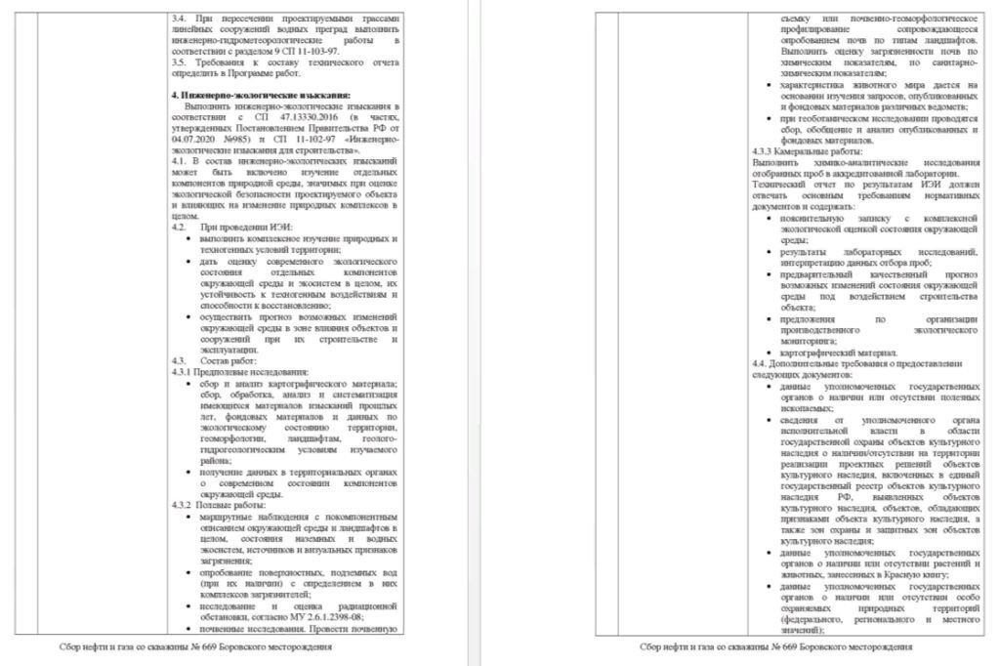 3.4. При пересечении проектируемыми трассами
линейных сооружений водных преград выполнить
инженерно-гидрометеорологические работы в
соответствии с разделом 9 СП 11-103-97.
3.5. Требования к составу технического отчета
определить в Программе работ.
4. Инженерно-экологические изыскания:
Выполнить инженерно-экологические изыскания в
соответствии с СП 47.13330.2016 (в частях,
утвержденных Постановлением Правительства РФ от
04.07.2020 №985) и СП 11-102-97 «Инженерно-
экологические изыскания для строительства».
4.1. В состав инженерно-экологических изысканий
может быть включено изучение отдельных
компонентов природной среды, значимых при оценке
экологической безопасности проектируемого объекта
и влияющих на изменение природных комплексов в
целом.
4.2. При проведении ИЭИ:
• выполнить комплексное изучение природных и
техногенных условий территории;
• дать оценку современного экологического
состояния отдельных компонентов
окружающей среды и экосистем в целом, их
устойчивость к техногенным воздействиям и
способности к восстановлению;
• осуществить прогноз возможных изменений
окружающей среды в зоне влияния объектов и
сооружений при их строительстве и
эксплуатации.
4.3. Состав работ:
4.3.1 Предполевые исследования:
• сбор и анализ картографического материала;
сбор, обработка, анализ и систематизация
имеющихся материалов изысканий прошлых
лет, фондовых материалов и данных по
экологическому состоянию территории,
геоморфологии, ландшафтам, геолого-
гидрогеологическим условиям изучаемого
района;
• получение данных в территориальных органах
о современном состоянии компонентов
окружающей среды.
4.3.2 Полевые работы:
• маршрутные наблюдения с покомпонентным
описанием окружающей среды и ландшафтов в
целом, состояния наземных и водных
экосистем, источников и визуальных признаков
загрязнения;
• опробование поверхностных, подземных вод
(при их наличии) с определением в них
комплексов загрязнителей;
• исследование и оценка радиационной
обстановки, согласно МУ 2.6.1.2398-08;
• почвенные исследования. Провести почвенную
Сбор нефти и газа со скважины № 669 Боровского месторождения
съемку или почвенно-геоморфологическое
профилирование сопровождающееся
опробованием почв по типам ландшафтов.
Выполнить оценку загрязненности почв по
химическим показателям, по санитарно-
химическим показателям;
• характеристика животного мира дается на
основании изучения запросов, опубликованных
и фондовых материалов различных ведомств;
• при геоботаническом исследовании проводятся
сбор, обобщение и анализ опубликованных и
фондовых материалов.
4.3.3 Камеральные работы:
Выполнить химико-аналитические исследования
отобранных проб в аккредитованной лаборатории.
Технический отчет по результатам ИЭИ должен
отвечать основным требованиям нормативных
документов и содержать:
• пояснительную записку с комплексной
экологической оценкой состояния окружающей
среды;
• результаты лабораторных исследований,
интерпретацию данных отбора проб;
• предварительный качественный прогноз
возможных изменений состояния окружающей
среды под воздействием строительства
объекта;
• предложения по организации
производственного экологического
мониторинга;
• картографический материал.
4.4. Дополнительные требования о предоставлении
следующих документов:
• данные уполномоченных государственных
органов о наличии или отсутствии полезных
ископаемых;
• сведения от уполномоченного органа
исполнительной власти в области
государственной охраны объектов культурного
наследия о наличии/отсутствии на территории
реализации проектных решений объектов
культурного наследия, включенных в единый
государственный реестр объектов культурного
наследия РФ, выявленных объектов
культурного наследия, объектов, обладающих
признаками объекта культурного наследия, а
также зон охраны и защитных зон объектов
культурного наследия;
• данные уполномоченных государственных
органов о наличии или отсутствии растений и
животных, занесенных в Красную книгу;
• данные уполномоченных государственных
органов о наличии или отсутствии особо
охраняемых природных территорий
(федерального, регионального и местного
значений);
Сбор нефти и газа со скважины № 669 Боровского месторождения